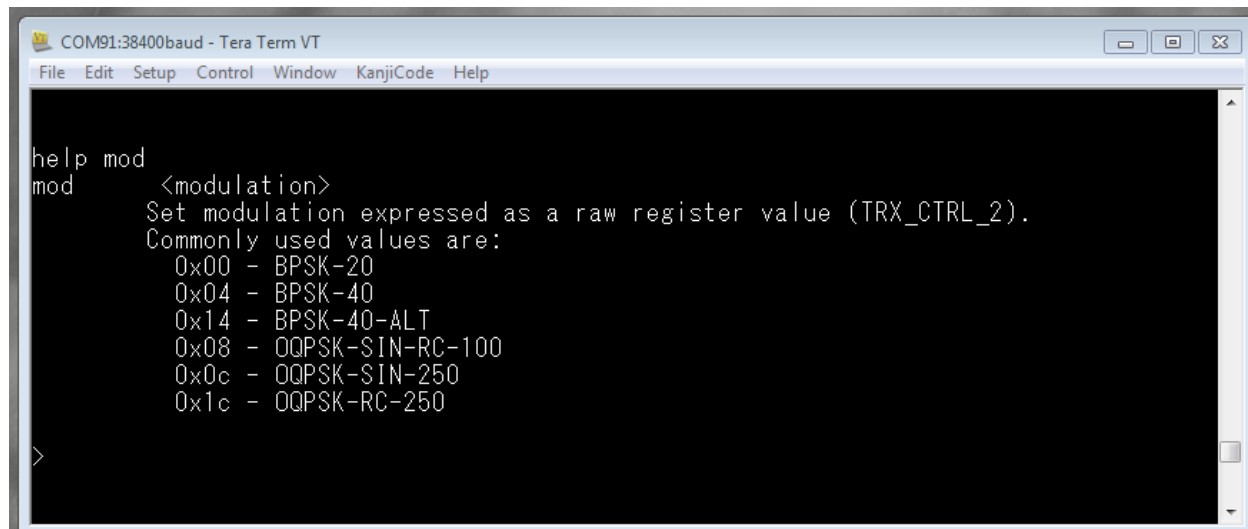 COM91:38400baud - Tera Term VT
File Edit Setup Control Window KanjiCode Help
help mod
mod <modulation>
Set modulation expressed as a raw register value (TRX_CTRL_2).
Commonly used values are:
0x00 - BPSK-20
0x04 - BPSK-40
0x14 - BPSK-40-ALT
0x08 - OQPSK-SIN-RC-100
0x0c - OQPSK-SIN-250
0x1c - OQPSK-RC-250
>